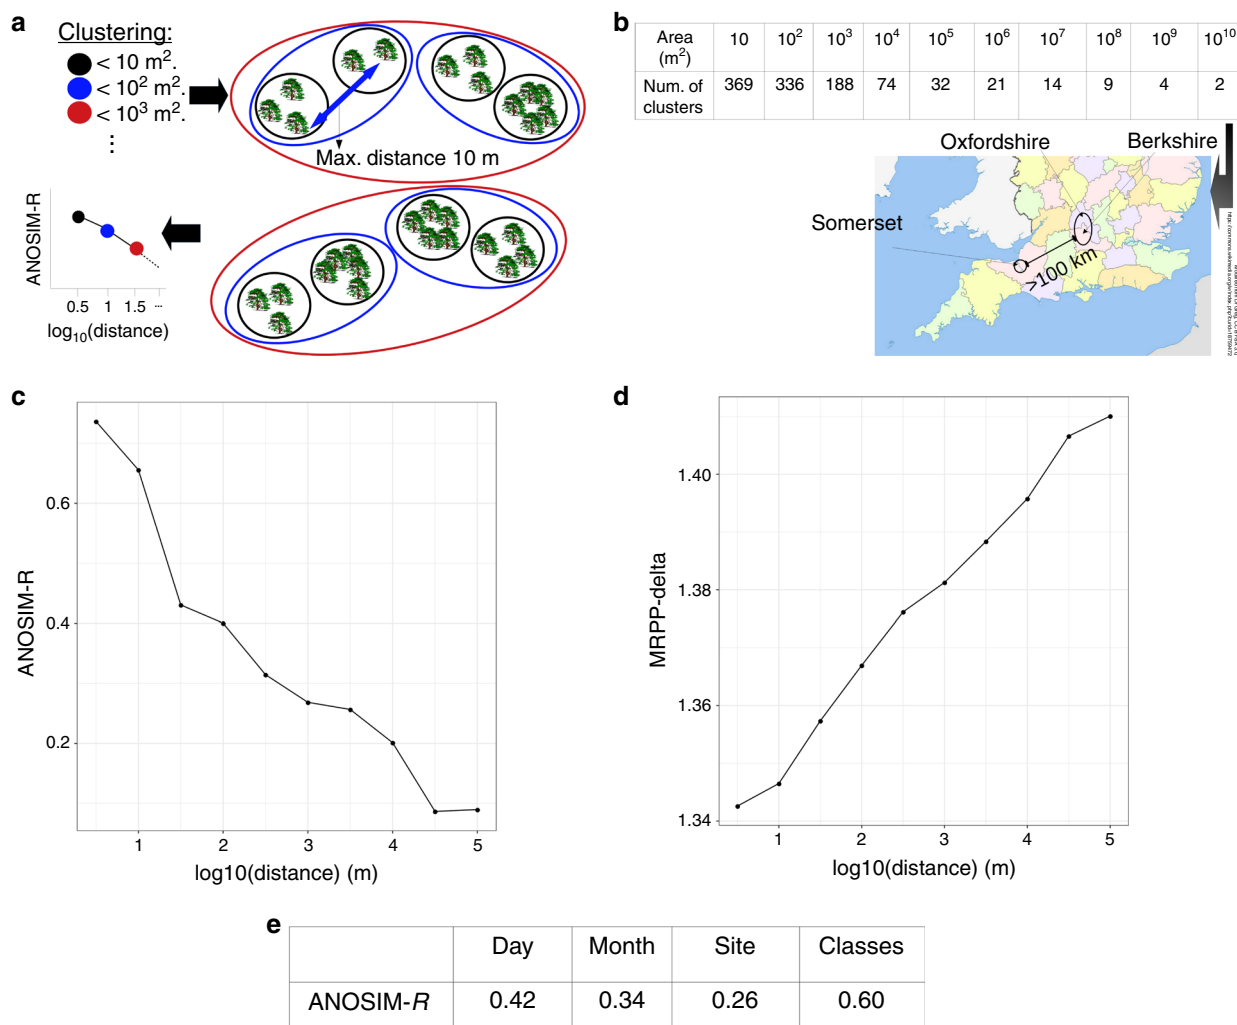 a
Clustering:
< 10 m².
< 10² m².
< 10³ m².
⋮
Max. distance 10 m
ANOSIM-R
0.5 1 1.5 ...
log₁₀(distance)
b
Area (m²) 10 10² 10³ 10⁴ 10⁵ 10⁶ 10⁷ 10⁸ 10⁹ 10¹⁰
Num. of clusters 369 336 188 74 32 21 14 9 4 2
Oxfordshire
Berkshire
Somerset
>100 km
c
ANOSIM-R
0.6
0.4
0.2
1 2 3 4 5
log10(distance) (m)
d
MRPP-delta
1.40
1.38
1.36
1.34
1 2 3 4 5
log10(distance) (m)
e
Day Month Site Classes
ANOSIM-R 0.42 0.34 0.26 0.60